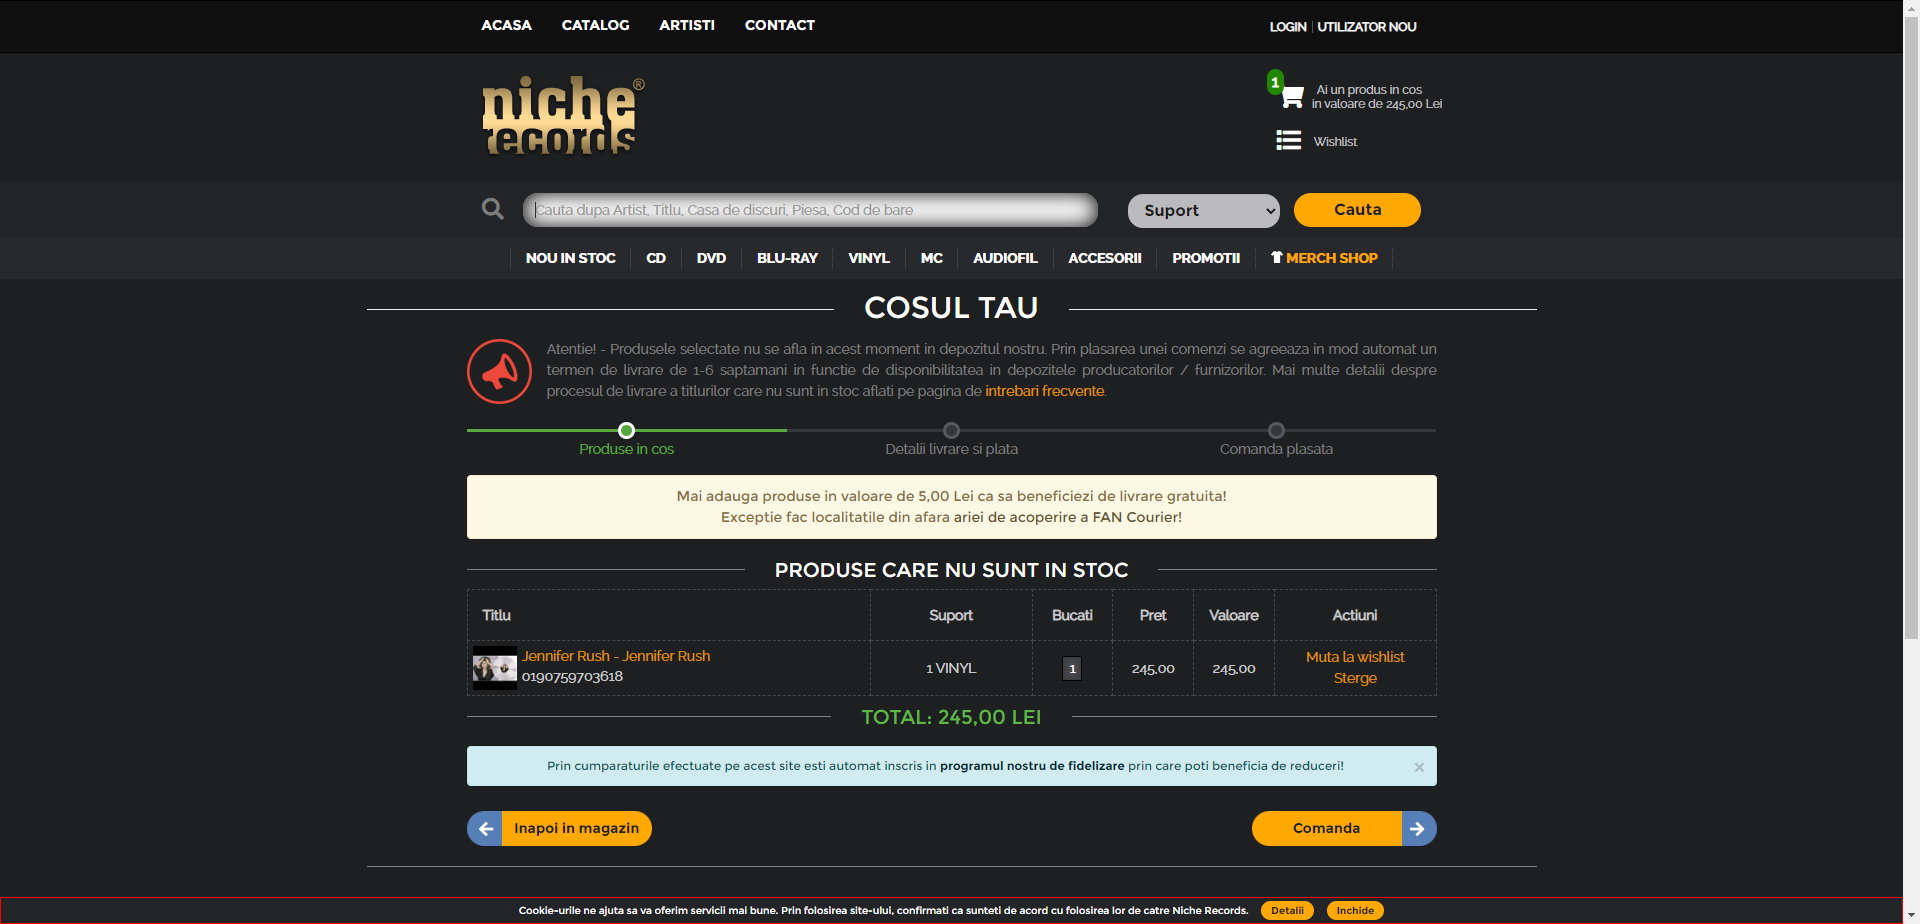 ACASA CATALOG ARTISTI CONTACT
LOGIN | UTILIZATOR NOU
niche records ®
1
Ai un produs in cos
in valoare de 245,00 Lei
Wishlist
Cauta dupa Artist, Titlu, Casa de discuri, Piesa, Cod de bare
Suport
Cauta
NOU IN STOC CD DVD BLU-RAY VINYL MC AUDIOFIL ACCESORII PROMOTII MERCH SHOP
COSUL TAU
Atentie! - Produsele selectate nu se afla in acest moment in depozitul nostru. Prin plasarea unei comenzi se agreeaza in mod automat un
termen de livrare de 1-6 saptamani in functie de disponibilitatea in depozitele producatorilor / furnizorilor. Mai multe detalii despre
procesul de livrare a titlurilor care nu sunt in stoc aflati pe pagina de intrebari frecvente.
Produse in cos
Detalii livrare si plata
Comanda plasata
Mai adauga produse in valoare de 5,00 Lei ca sa beneficiezi de livrare gratuita!
Exceptie fac localitatile din afara ariei de acoperire a FAN Courier!
PRODUSE CARE NU SUNT IN STOC
Titlu Suport Bucati Pret Valoare Actiuni
Jennifer Rush - Jennifer Rush
0190759703618
1 VINYL
1
245,00
245,00
Muta la wishlist
Sterge
TOTAL: 245,00 LEI
Prin cumparaturile efectuate pe acest site esti automat inscris in programul nostru de fidelizare prin care poti beneficia de reduceri! ×
Inapoi in magazin
Comanda
Cookie-urile ne ajuta sa va oferim servicii mai bune. Prin folosirea site-ului, confirmati ca sunteti de acord cu folosirea lor de catre Niche Records. Detalii Inchide